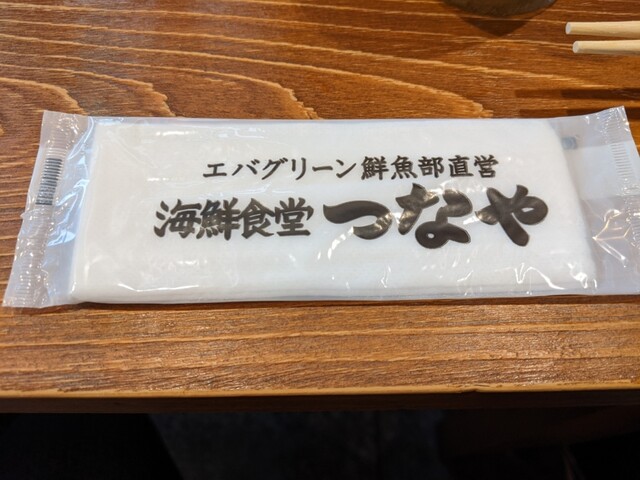 エバグリーン鮮魚部直営
海鮮食堂 つなや